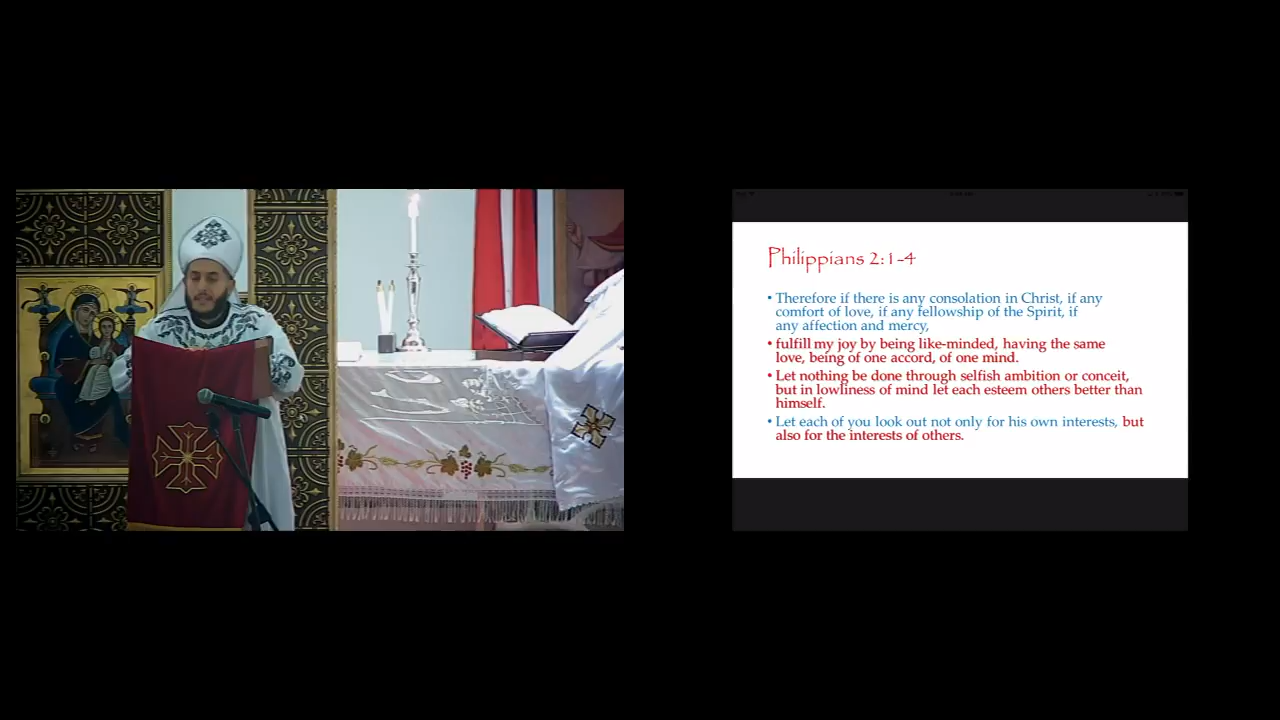 Philippians 2:1-4
• Therefore if there is any consolation in Christ, if any
comfort of love, if any fellowship of the Spirit, if
any affection and mercy,
• fulfill my joy by being like-minded, having the same
love, being of one accord, of one mind.
• Let nothing be done through selfish ambition or conceit,
but in lowliness of mind let each esteem others better than
himself.
• Let each of you look out not only for his own interests, but
also for the interests of others.